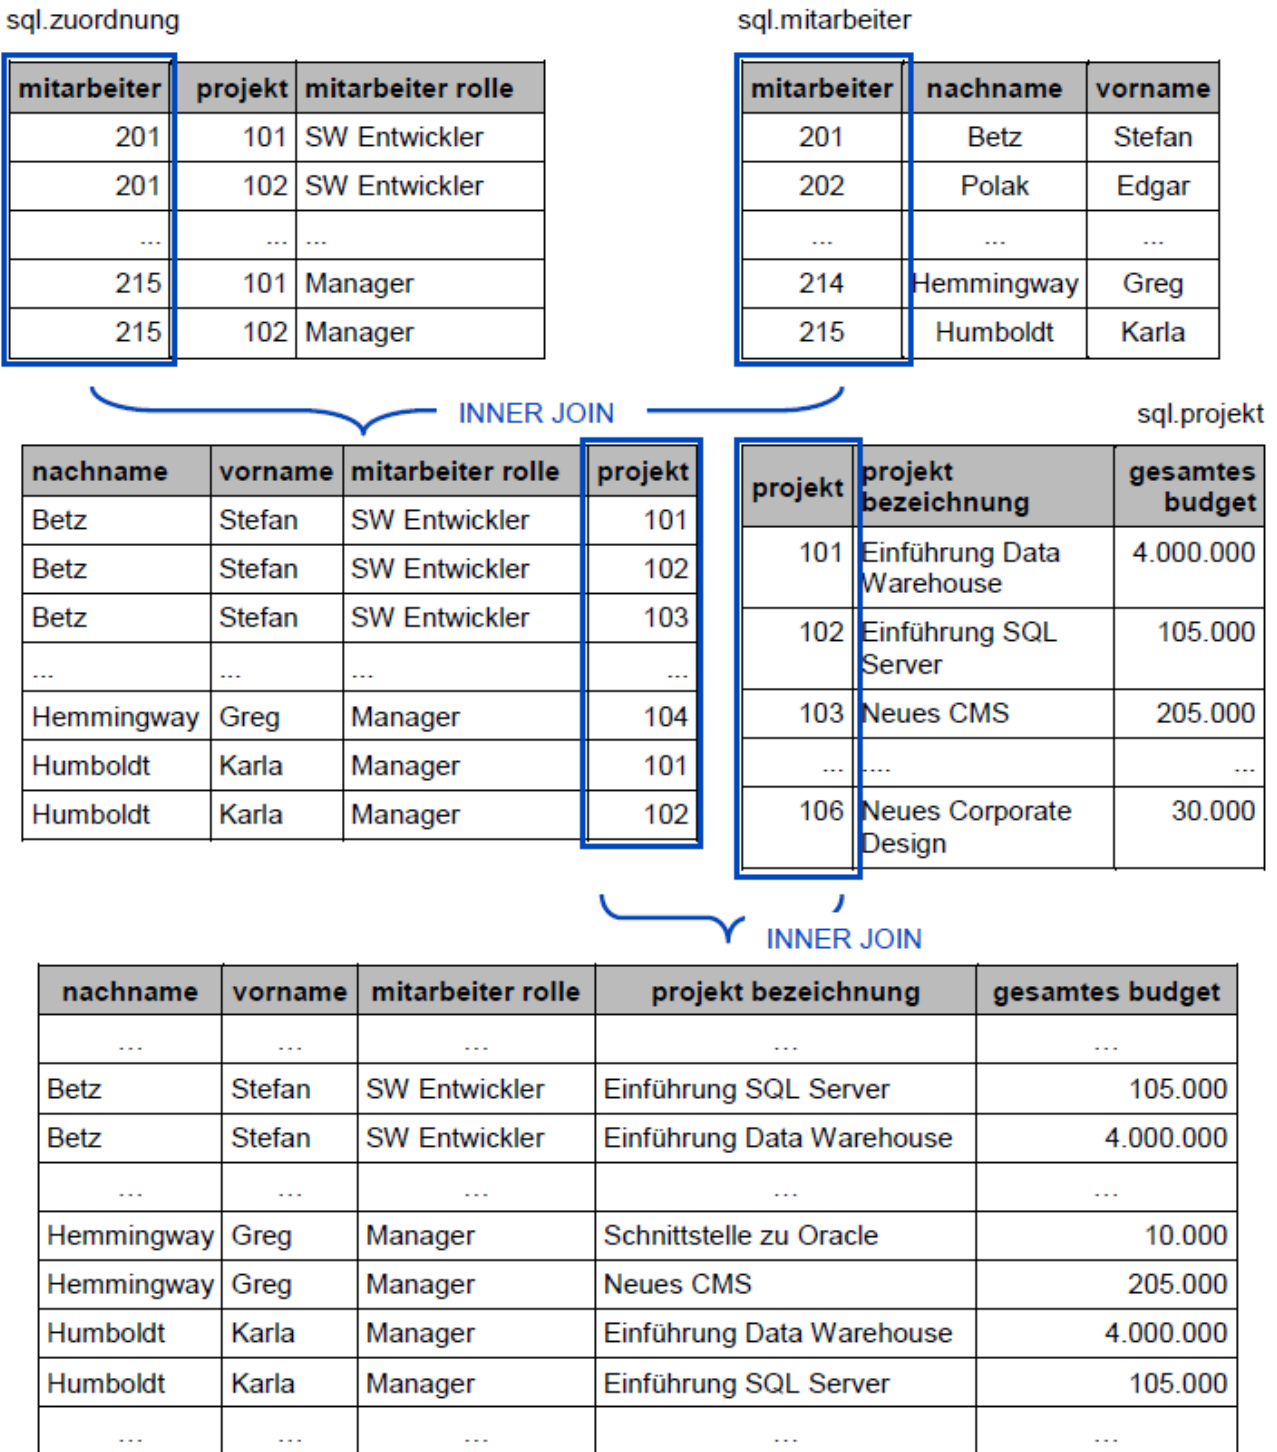 sql.zuordnung
mitarbeiter projekt mitarbeiter rolle
201 101 SW Entwickler
201 102 SW Entwickler
... ... ...
215 101 Manager
215 102 Manager
sql.mitarbeiter
mitarbeiter nachname vorname
201 Betz Stefan
202 Polak Edgar
... ... ...
214 Hemmingway Greg
215 Humboldt Karla
INNER JOIN
nachname vorname mitarbeiter rolle projekt
Betz Stefan SW Entwickler 101
Betz Stefan SW Entwickler 102
Betz Stefan SW Entwickler 103
... ... ... ...
Hemmingway Greg Manager 104
Humboldt Karla Manager 101
Humboldt Karla Manager 102
sql.projekt
projekt projekt bezeichnung gesamtes budget
101 Einführung Data Warehouse 4.000.000
102 Einführung SQL Server 105.000
103 Neues CMS 205.000
... .... ...
106 Neues Corporate Design 30.000
INNER JOIN
nachname vorname mitarbeiter rolle projekt bezeichnung gesamtes budget
... ... ... ... ...
Betz Stefan SW Entwickler Einführung SQL Server 105.000
Betz Stefan SW Entwickler Einführung Data Warehouse 4.000.000
... ... ... ... ...
Hemmingway Greg Manager Schnittstelle zu Oracle 10.000
Hemmingway Greg Manager Neues CMS 205.000
Humboldt Karla Manager Einführung Data Warehouse 4.000.000
Humboldt Karla Manager Einführung SQL Server 105.000
... ... ... ... ...